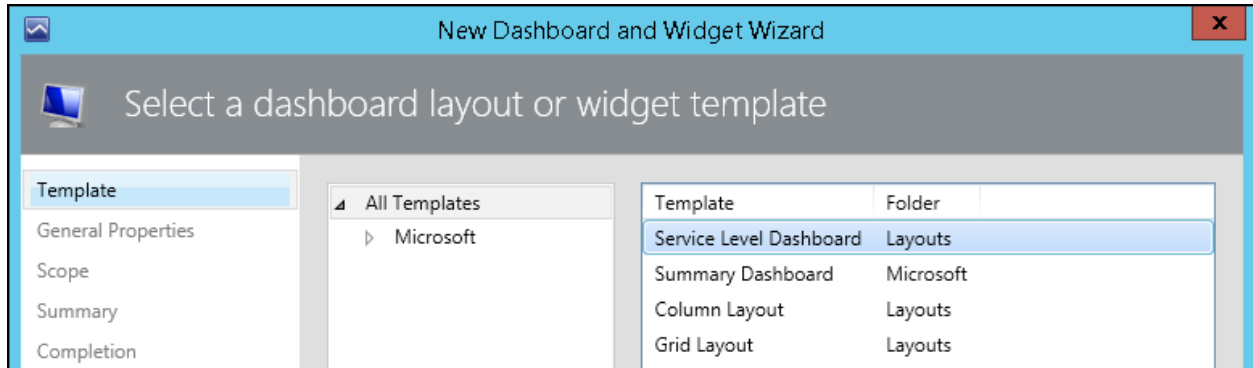 New Dashboard and Widget Wizard
x
Select a dashboard layout or widget template
Template
General Properties
Scope
Summary
Completion
All Templates
Microsoft
Template Folder
Service Level Dashboard Layouts
Summary Dashboard Microsoft
Column Layout Layouts
Grid Layout Layouts